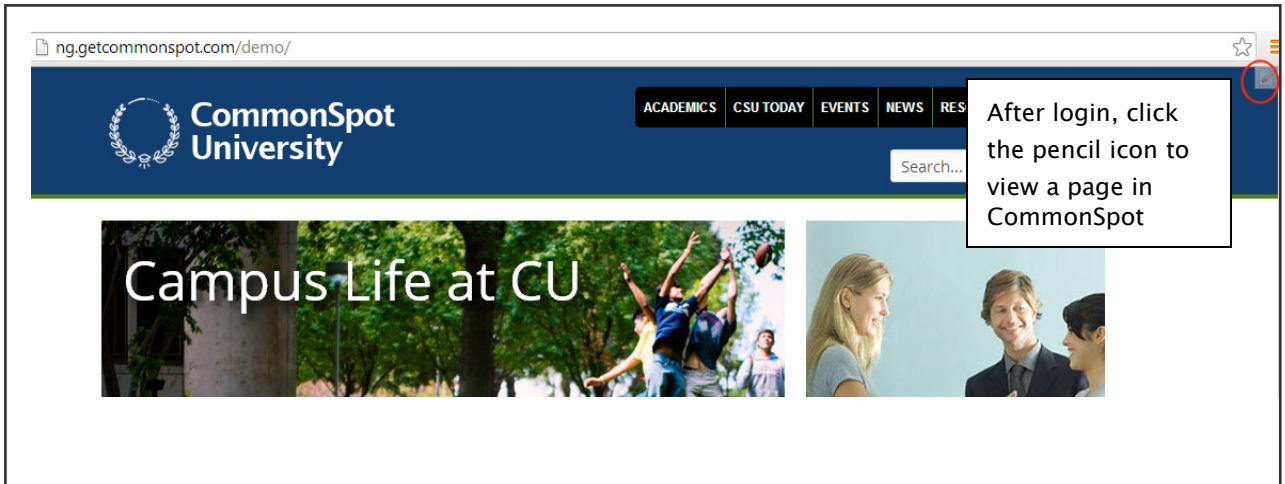 ng.getcommonspot.com/demo/
CommonSpot
University
ACADEMICS CSU TODAY EVENTS NEWS
Search...
After login, click
the pencil icon to
view a page in
CommonSpot
Campus Life at CU